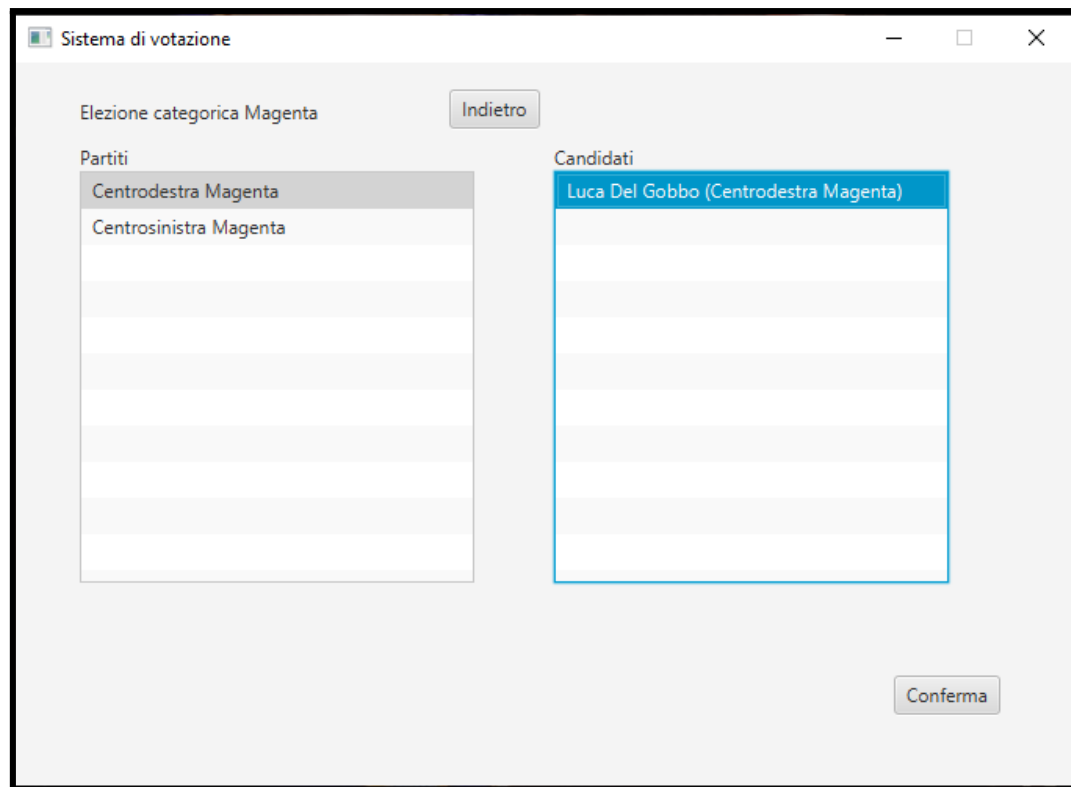 Sistema di votazione
Elezione categorica Magenta
Indietro
Partiti
Centrodestra Magenta
Centrosinistra Magenta
Candidati
Luca Del Gobbo (Centrodestra Magenta)
Conferma